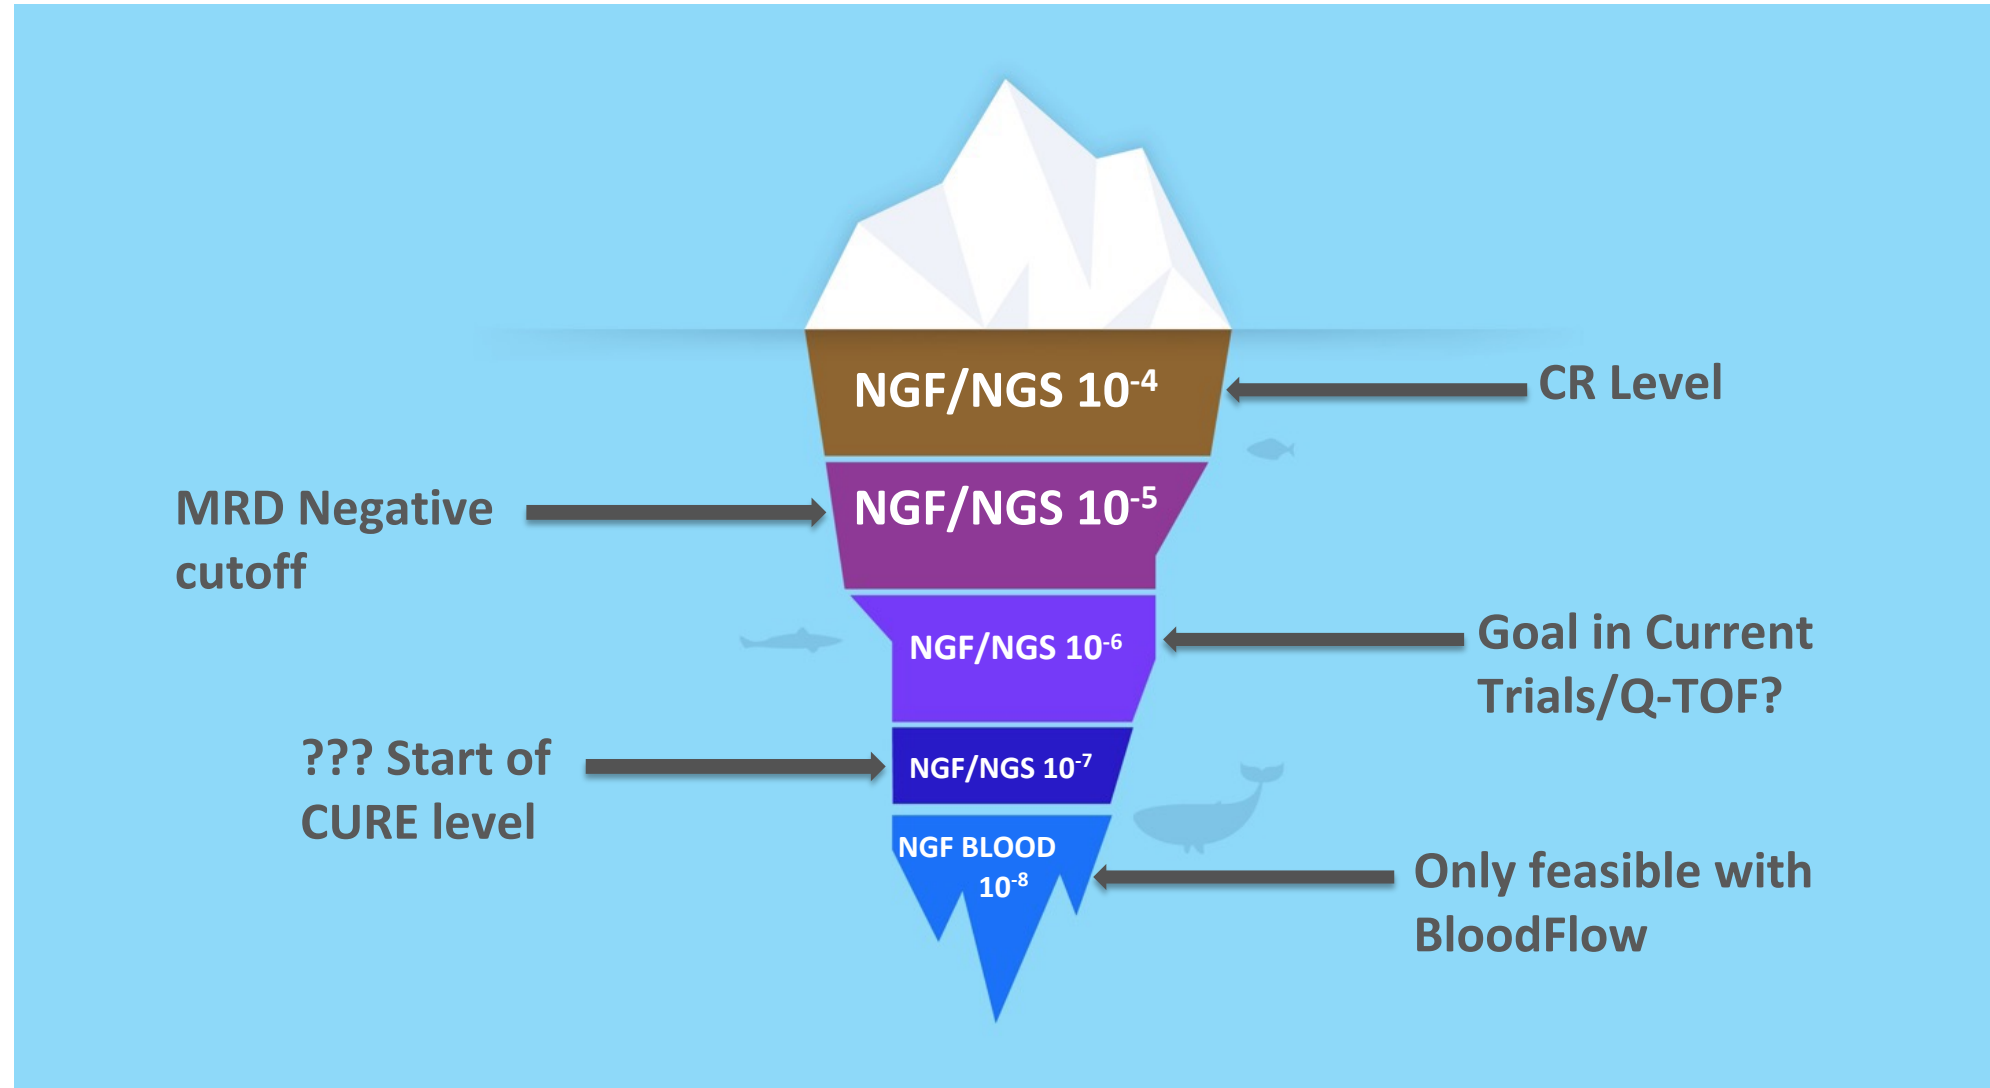 NGF/NGS 10⁻⁴
CR Level
MRD Negative
cutoff
NGF/NGS 10⁻⁵
NGF/NGS 10⁻⁶
Goal in Current
Trials/Q-TOF?
??? Start of
CURE level
NGF/NGS 10⁻⁷
NGF BLOOD
10⁻⁸
Only feasible with
BloodFlow